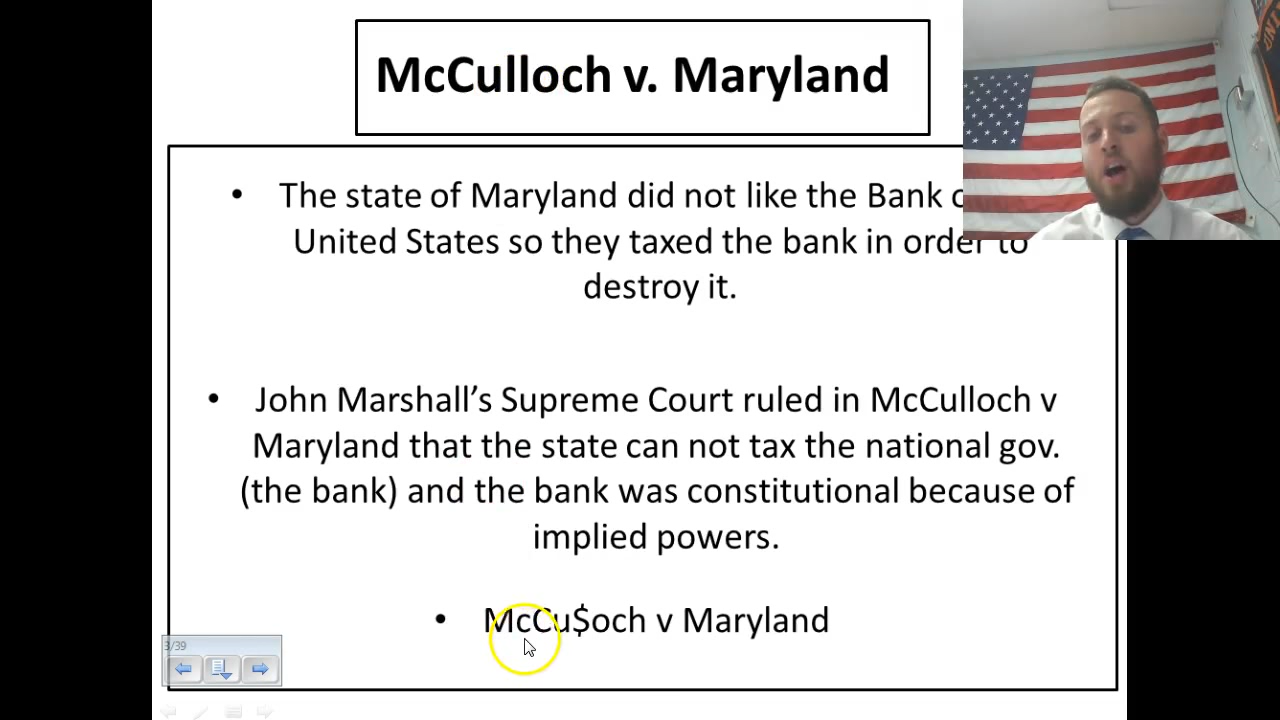 McCulloch v. Maryland
• The state of Maryland did not like the Bank
United States so they taxed the bank in order to
destroy it.
• John Marshall’s Supreme Court ruled in McCulloch v
Maryland that the state can not tax the national gov.
(the bank) and the bank was constitutional because of
implied powers.
• McCu$och v Maryland
3/39